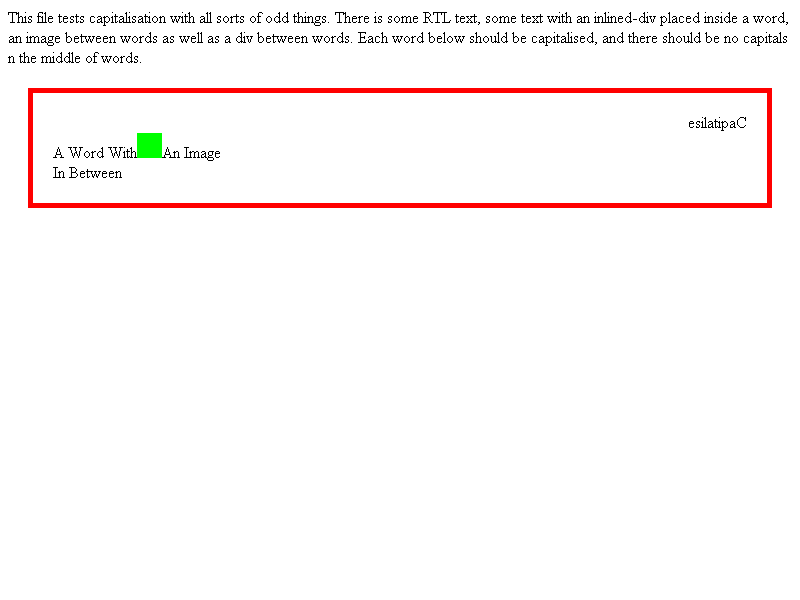 This file tests capitalisation with all sorts of odd things. There is some RTL text, some text with an inlined-div placed inside a word,
an image between words as well as a div between words. Each word below should be capitalised, and there should be no capitals
n the middle of words.
esilatipaC
A Word With An Image
In Between